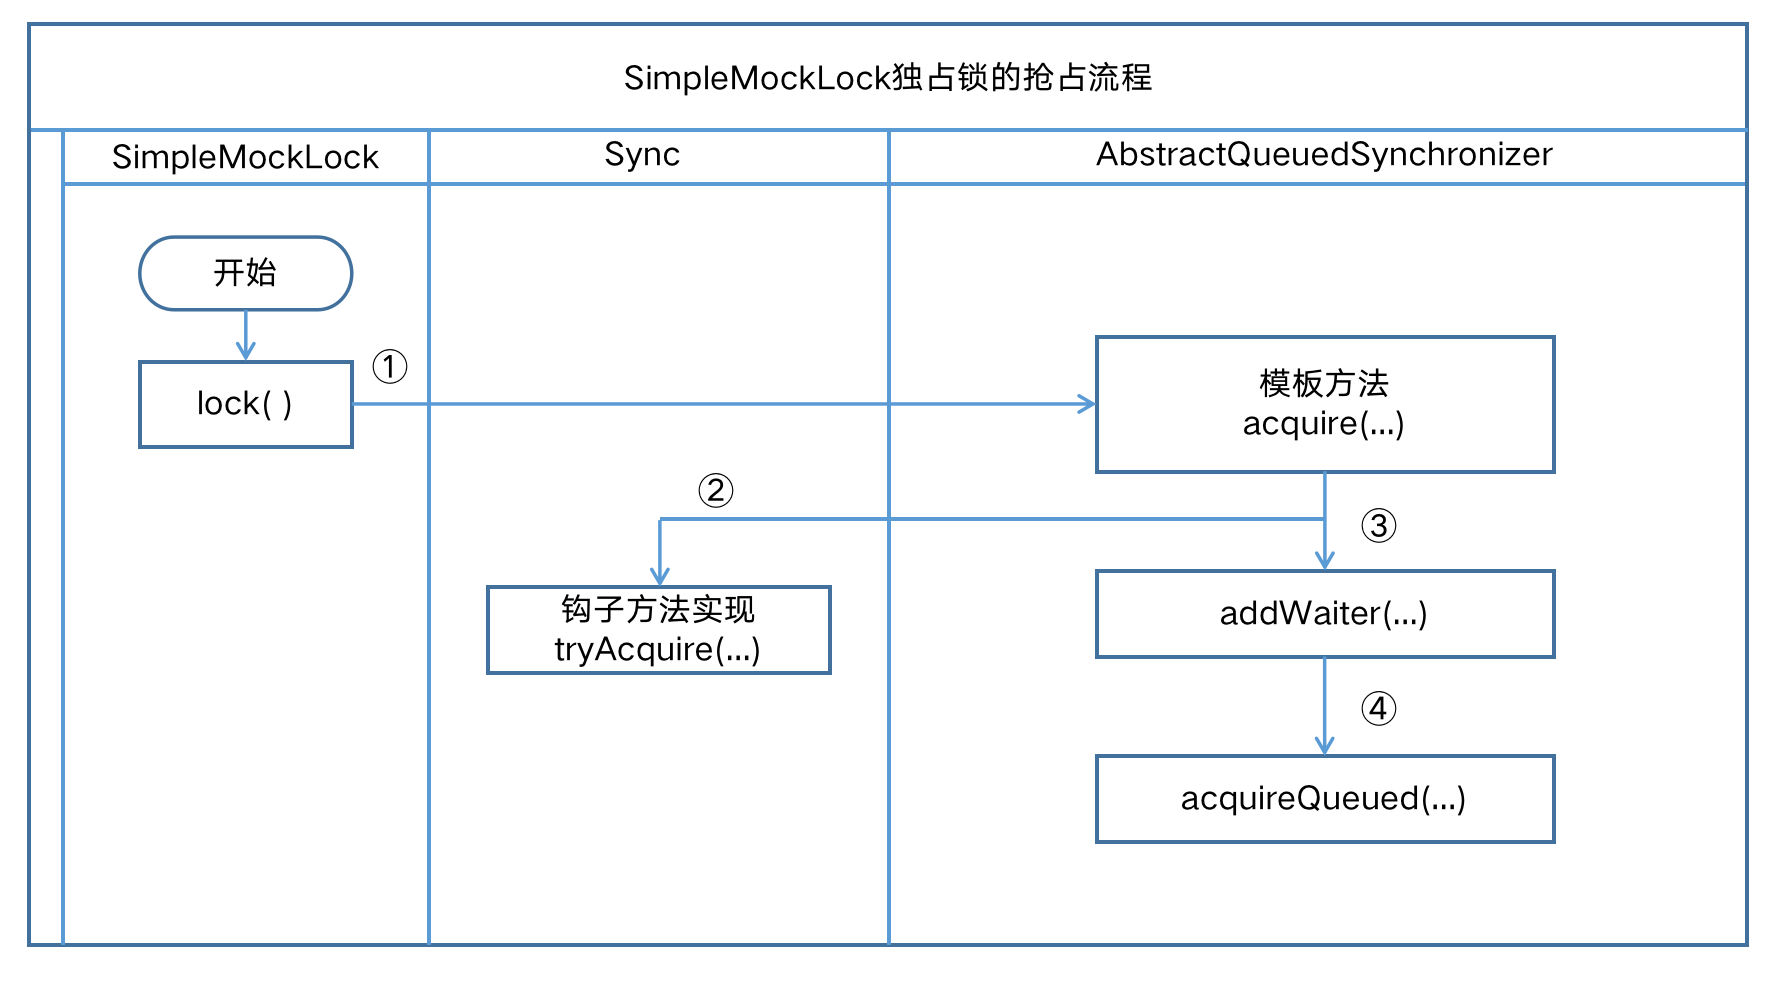 SimpleMockLock独占锁的抢占流程
SimpleMockLock
Sync
AbstractQueuedSynchronizer
开始
lock( )
①
模板方法
acquire(...)
②
③
钩子方法实现
tryAcquire(...)
addWaiter(...)
④
acquireQueued(...)